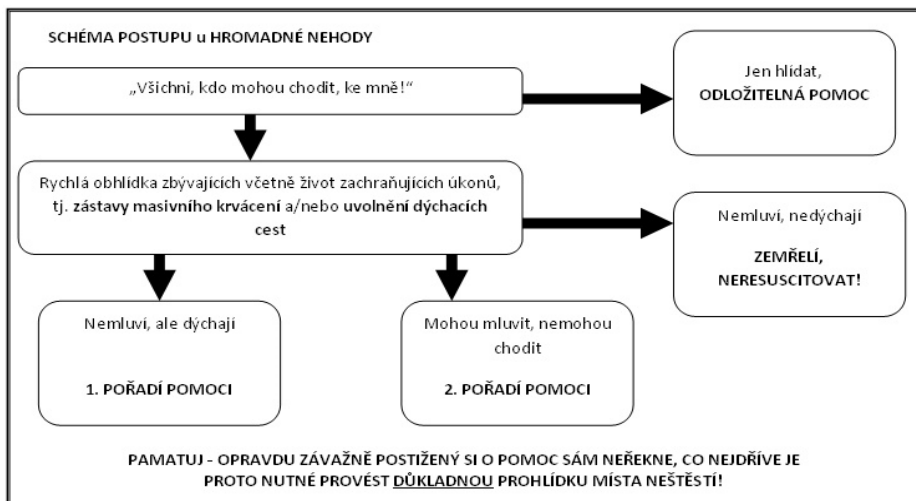 SCHÉMA POSTUPU u HROMADNÉ NEHODY
„Všichni, kdo mohou chodit, ke mně!“
Jen hlídat,
ODLOŽITELNÁ POMOC
Rychlá obhlídka zbývajících včetně život zachraňujících úkonů,
tj. zástavy masivního krvácení a/nebo uvolnění dýchacích
cest
Nemluví, nedýchají
ZEMŘELÍ,
NERESUSCITOVAT!
Nemluví, ale dýchají
1. POŘADÍ POMOCI
Mohou mluvit, nemohou
chodit
2. POŘADÍ POMOCI
PAMATUJ - OPRAVDU ZÁVAŽNĚ POSTIŽENÝ SI O POMOC SÁM NEŘEKNE, CO NEJDŘÍVE JE
PROTO NUTNÉ PROVÉST DŮKLADNOU PROHLÍDKU MÍSTA NEŠTĚSTÍ!